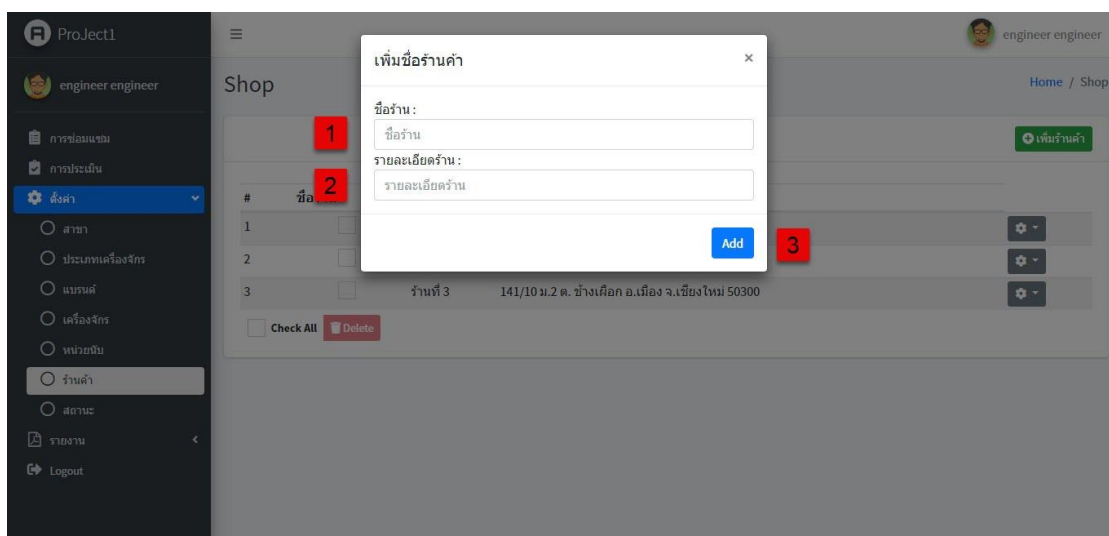 ProJect1
engineer engineer
engineer engineer
การซ่อมแซม
การประเมิน
ตั้งค่า
สาขา
ประเภทเครื่องจักร
แบรนด์
เครื่องจักร
หน่วยนับ
ร้านค้า
สถานะ
รายงาน
Logout
Shop
Home / Shop
เพิ่มร้านค้า
เพิ่มชื่อร้านค้า ×
ชื่อร้าน :
1 ชื่อร้าน
รายละเอียดร้าน :
2 รายละเอียดร้าน
Add 3
#
1
2
3 ร้านที่ 3 141/10 ม.2 ต. ช้างเผือก อ.เมือง จ.เชียงใหม่ 50300
Check All Delete